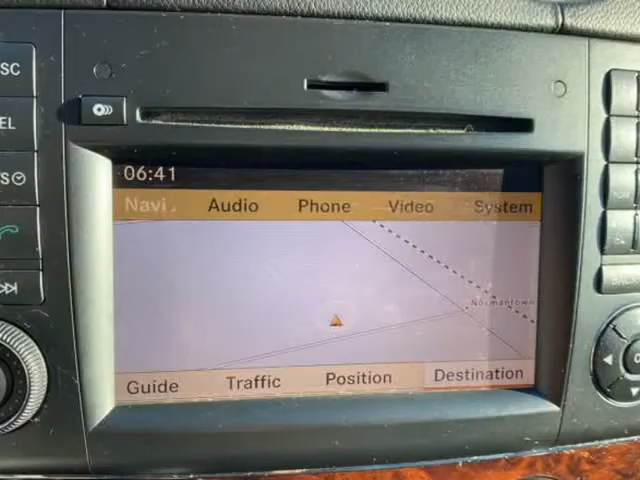 SC
EL
S
06:41
Navi Audio Phone Video System
Normantown
Guide Traffic Position Destination